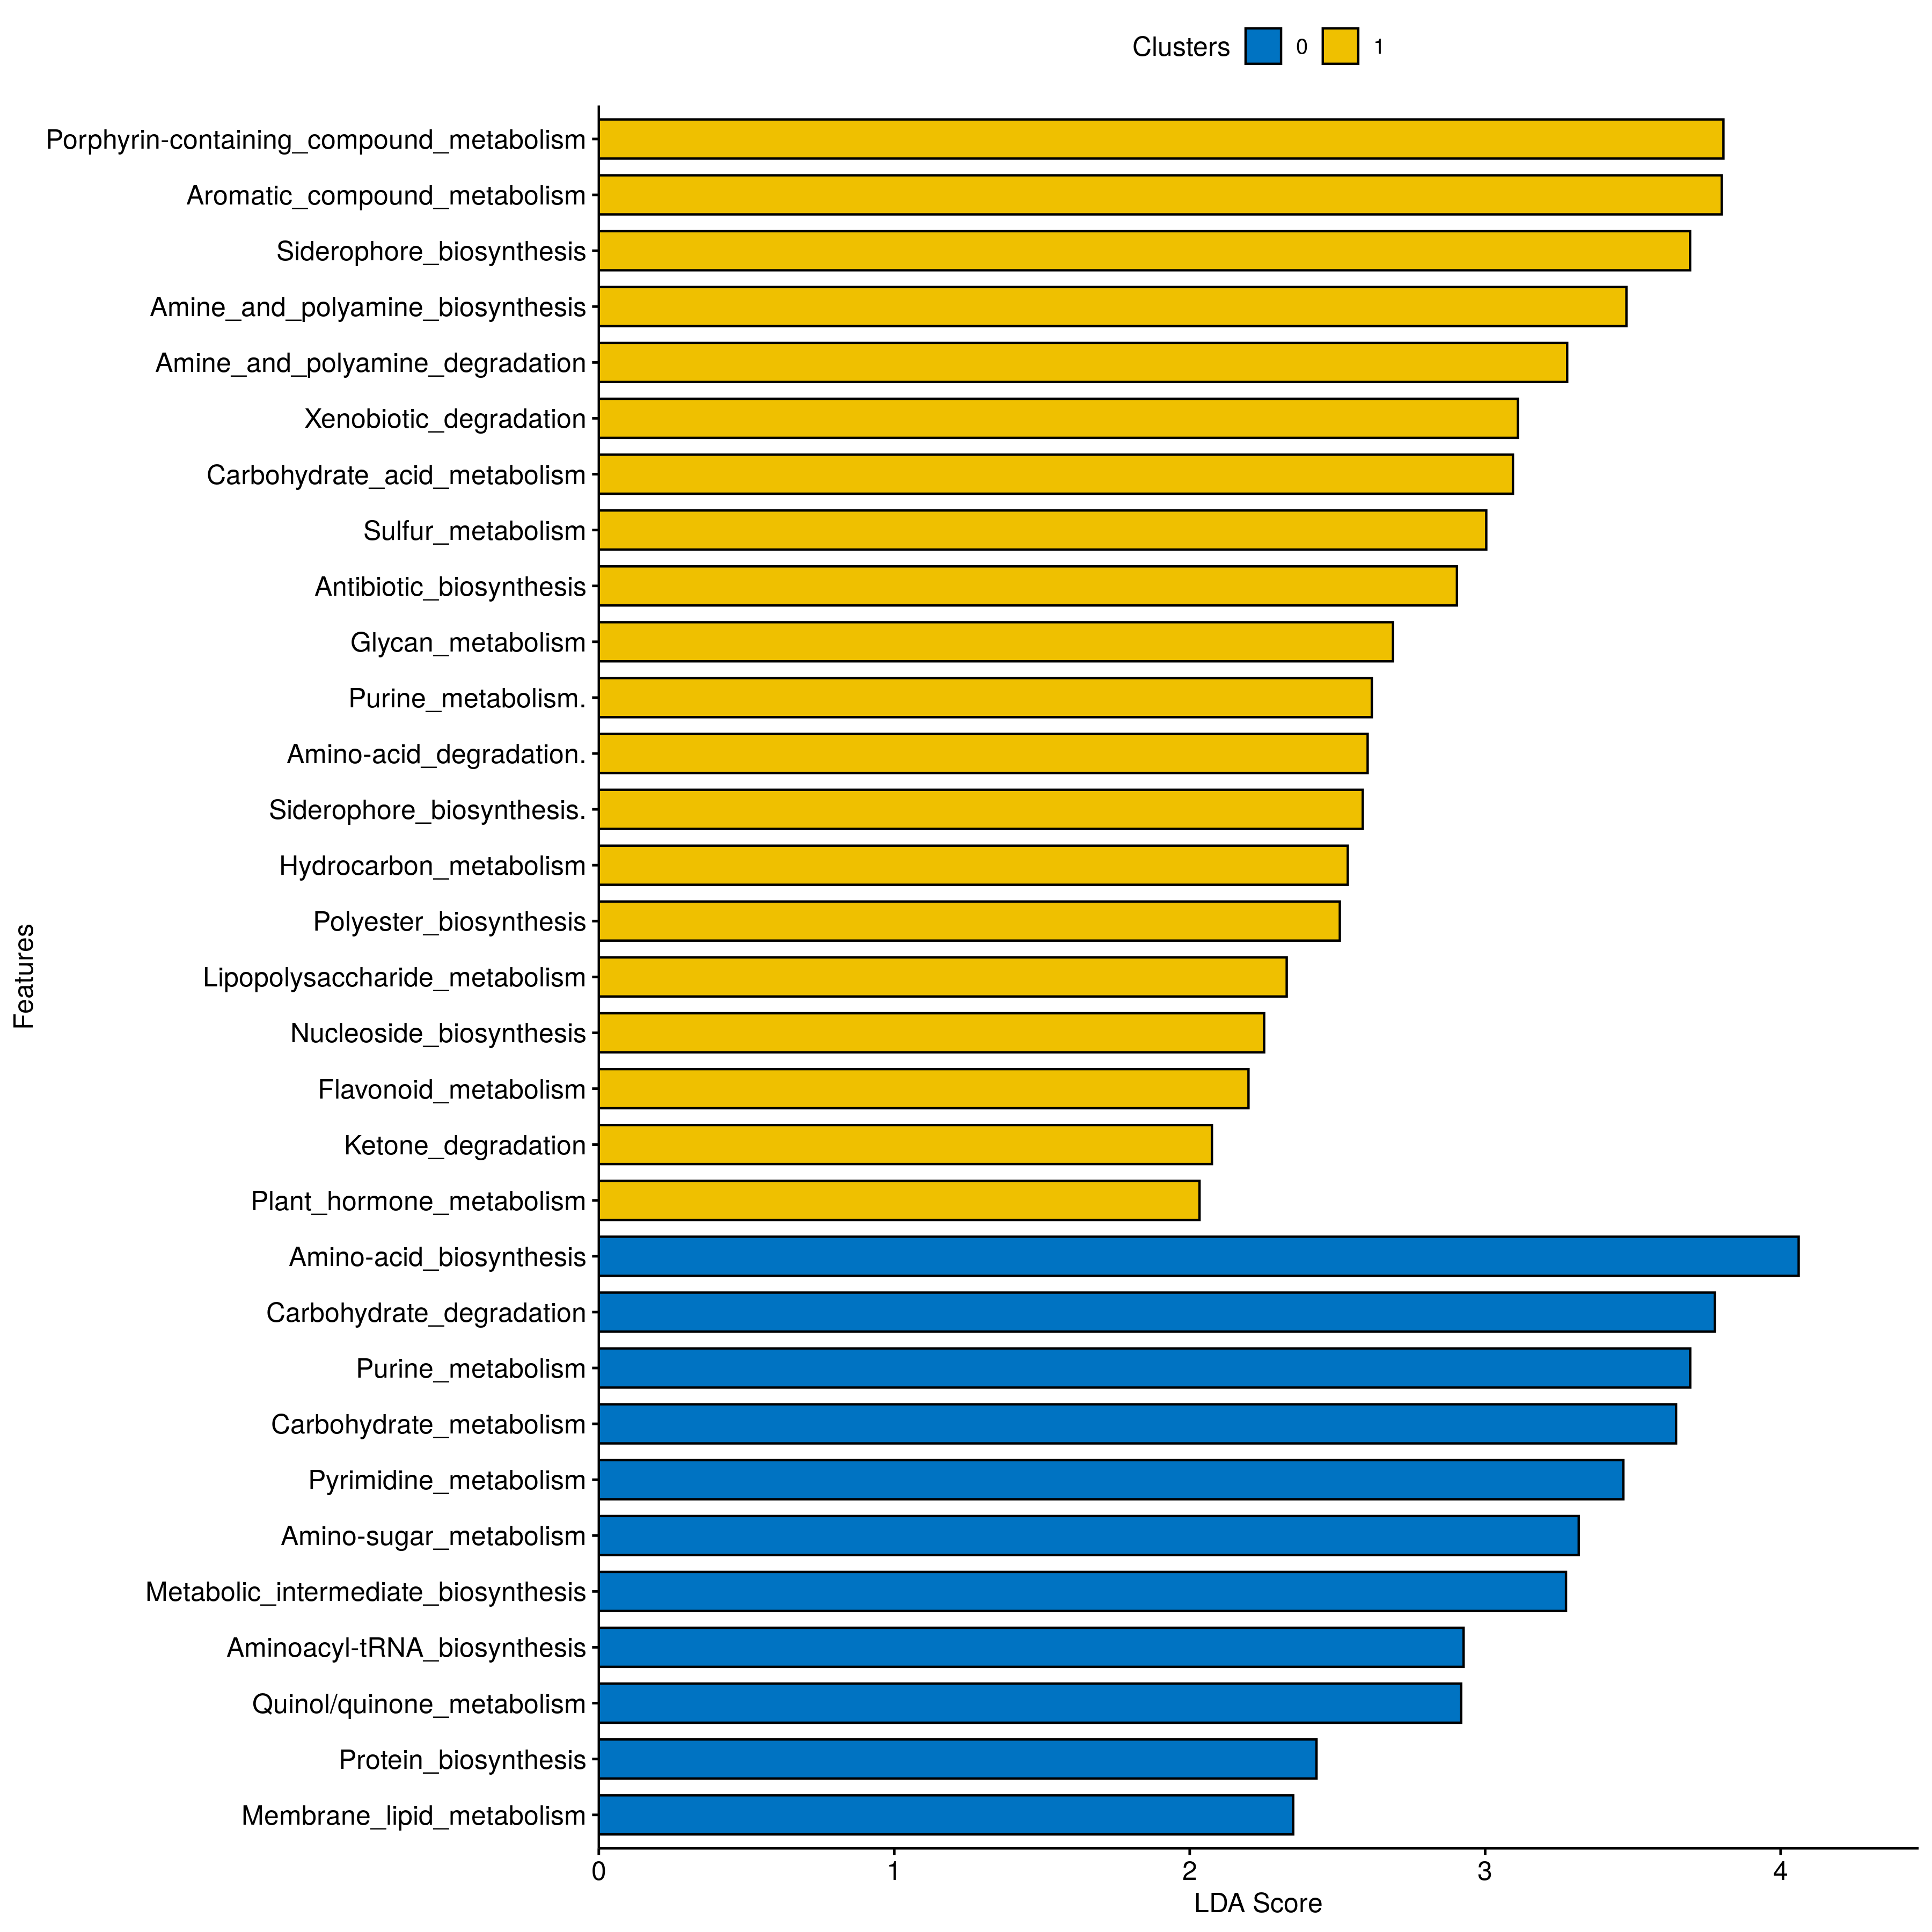 Clusters 0 1
Porphyrin-containing_compound_metabolism
Aromatic_compound_metabolism
Siderophore_biosynthesis
Amine_and_polyamine_biosynthesis
Amine_and_polyamine_degradation
Xenobiotic_degradation
Carbohydrate_acid_metabolism
Sulfur_metabolism
Antibiotic_biosynthesis
Glycan_metabolism
Purine_metabolism.
Amino-acid_degradation.
Siderophore_biosynthesis.
Hydrocarbon_metabolism
Polyester_biosynthesis
Lipopolysaccharide_metabolism
Nucleoside_biosynthesis
Flavonoid_metabolism
Ketone_degradation
Plant_hormone_metabolism
Amino-acid_biosynthesis
Carbohydrate_degradation
Purine_metabolism
Carbohydrate_metabolism
Pyrimidine_metabolism
Amino-sugar_metabolism
Metabolic_intermediate_biosynthesis
Aminoacyl-tRNA_biosynthesis
Quinol/quinone_metabolism
Protein_biosynthesis
Membrane_lipid_metabolism
Features
0 1 2 3 4
LDA Score